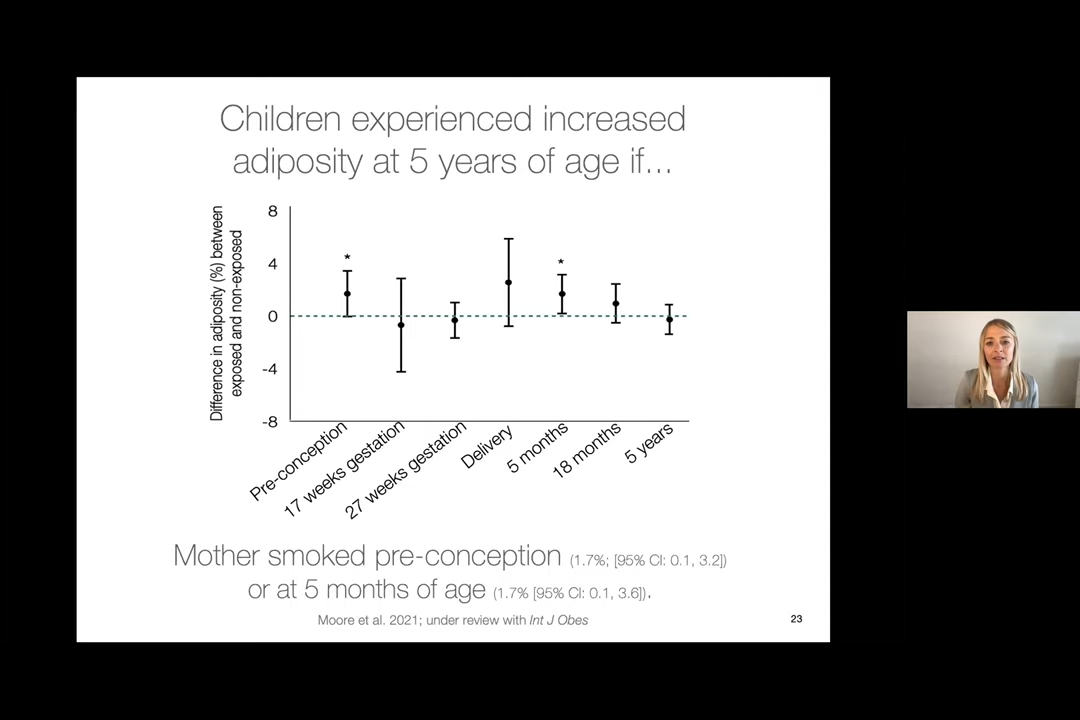 Children experienced increased
adiposity at 5 years of age if...
Difference in adiposity (%) between
exposed and non-exposed
8
4
0
-4
-8
*
*
Pre-conception
17 weeks gestation
27 weeks gestation
Delivery
5 months
18 months
5 years
Mother smoked pre-conception (1.7%; [95% CI: 0.1, 3.2])
or at 5 months of age (1.7% [95% CI: 0.1, 3.6]).
Moore et al. 2021; under review with Int J Obes
23